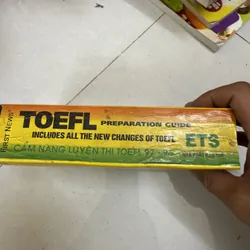 FIRST NEWS
TOEFL PREPARATION GUIDE
INCLUDES ALL THE NEW CHANGES OF TOEFL
ETS
CẨM NANG LUYỆN THI TOEFL